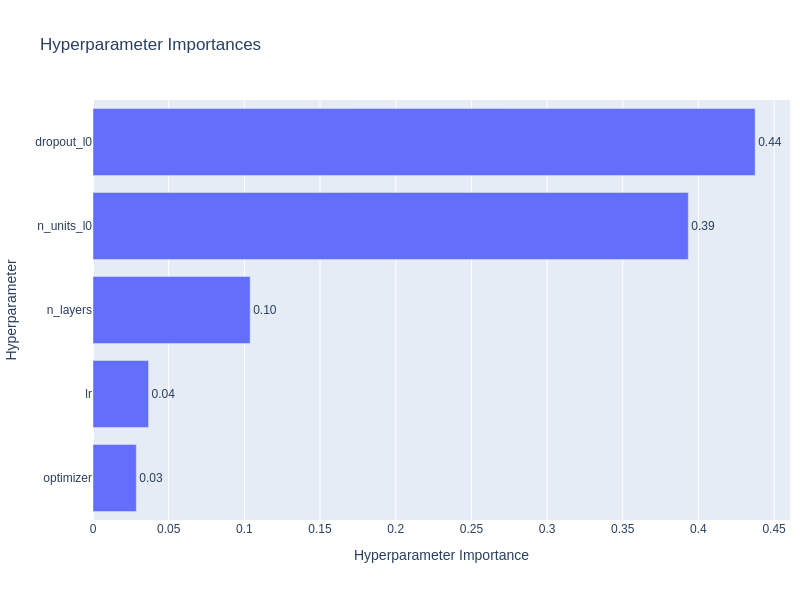 Hyperparameter Importances
dropout_l0
0.44
n_units_l0
0.39
n_layers
0.10
lr
0.04
optimizer
0.03
0 0.05 0.1 0.15 0.2 0.25 0.3 0.35 0.4 0.45
Hyperparameter Importance
Hyperparameter